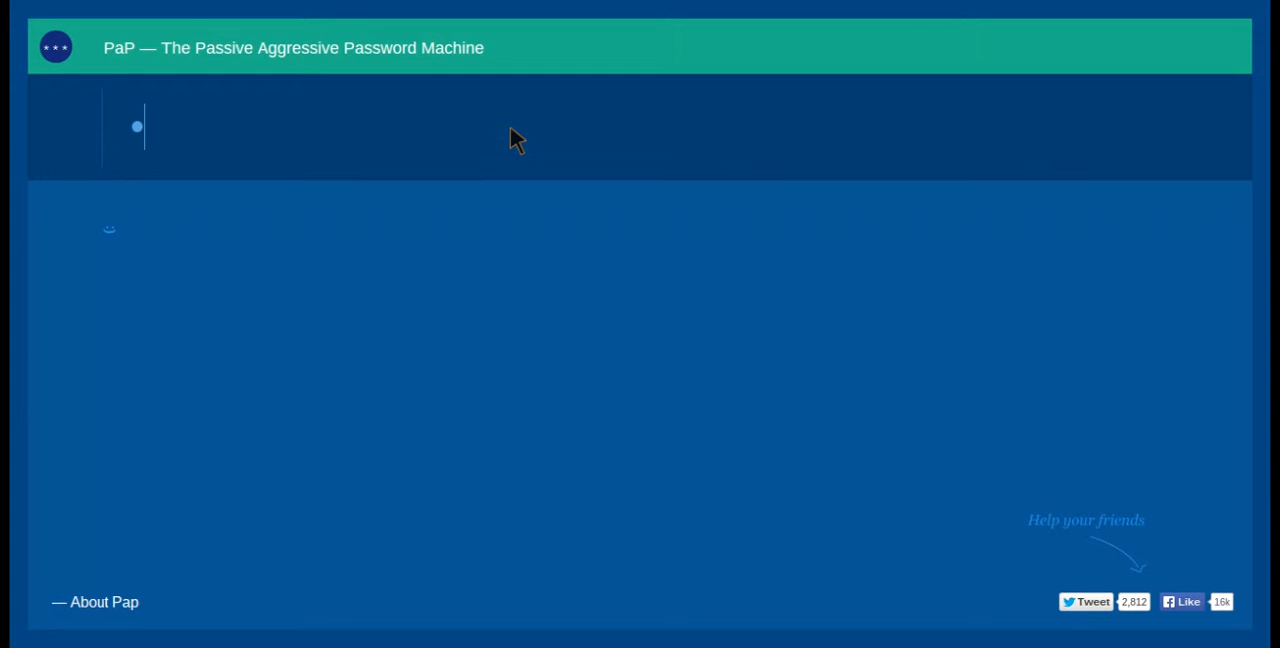 ***
PaP — The Passive Aggressive Password Machine
Help your friends
— About Pap
Tweet 2,812 Like 16k